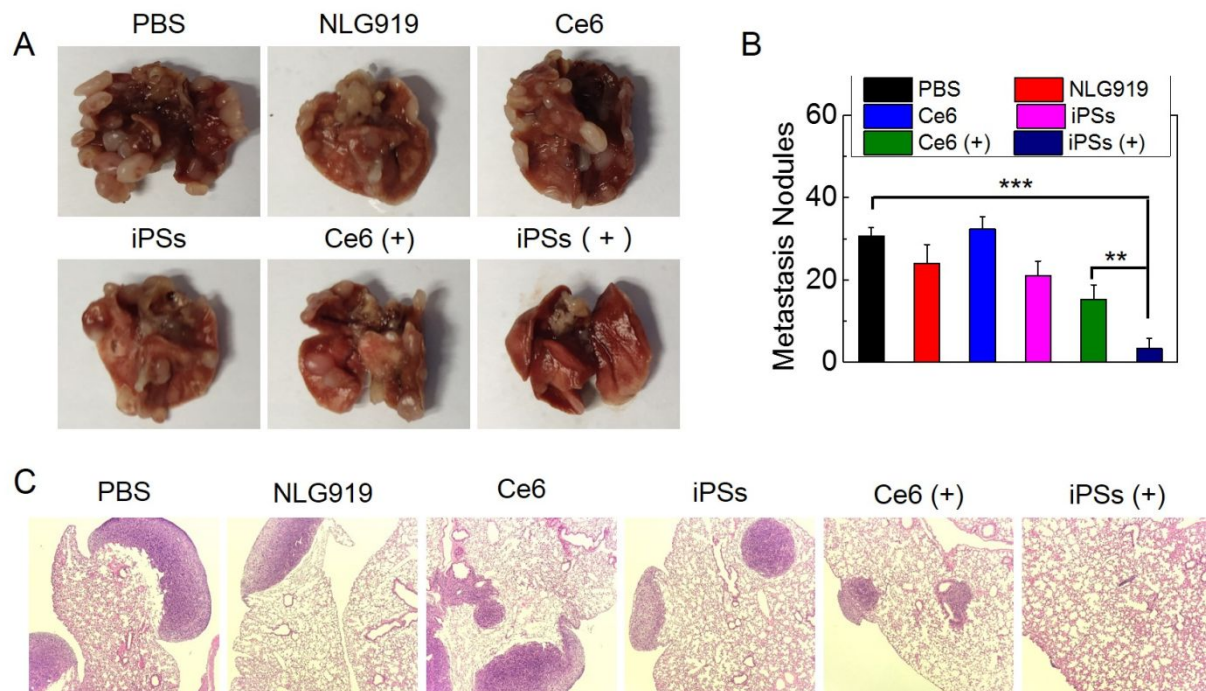 A
PBS
NLG919
Ce6
iPSs
Ce6 (+)
iPSs ( + )
B
PBS
NLG919
Ce6
iPSs
Ce6 (+)
iPSs (+)
Metastasis Nodules
60
40
20
0
***
**
C
PBS
NLG919
Ce6
iPSs
Ce6 (+)
iPSs (+)